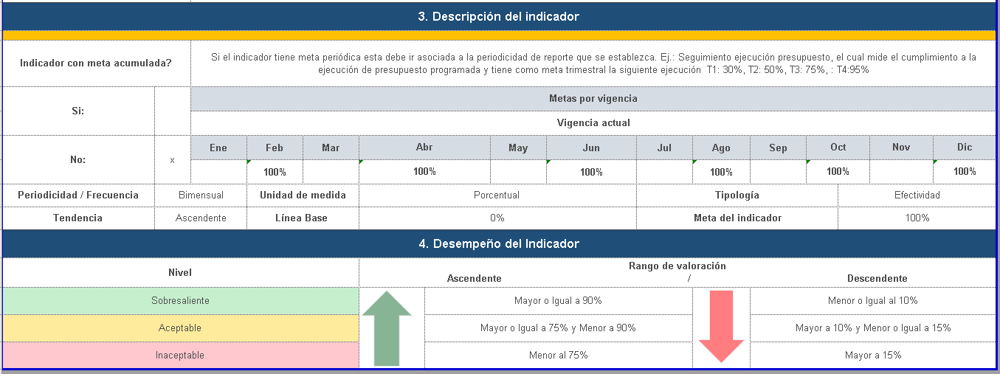 3. Descripción del indicador
Indicador con meta acumulada?
Si el indicador tiene meta periódica esta debe ir asociada a la periodicidad de reporte que se establezca. Ej.: Seguimiento ejecución presupuesto, el cual mide el cumplimiento a la
ejecución de presupuesto programada y tiene como meta trimestral la siguiente ejecución T1: 30%, T2: 50%, T3: 75%, : T4:95%
Si:
Metas por vigencia
Vigencia actual
No:
x
Ene Feb Mar Abr May Jun Jul Ago Sep Oct Nov Dic
100% 100% 100% 100% 100% 100%
Periodicidad / Frecuencia Bimensual Unidad de medida Porcentual Tipología Efectividad
Tendencia Ascendente Línea Base 0% Meta del indicador 100%
4. Desempeño del Indicador
Nivel
Rango de valoración
Ascendente / Descendente
Sobresaliente Mayor o Igual a 90% Menor o Igual al 10%
Aceptable Mayor o Igual a 75% y Menor a 90% Mayor a 10% y Menor o Igual a 15%
Inaceptable Menor al 75% Mayor a 15%